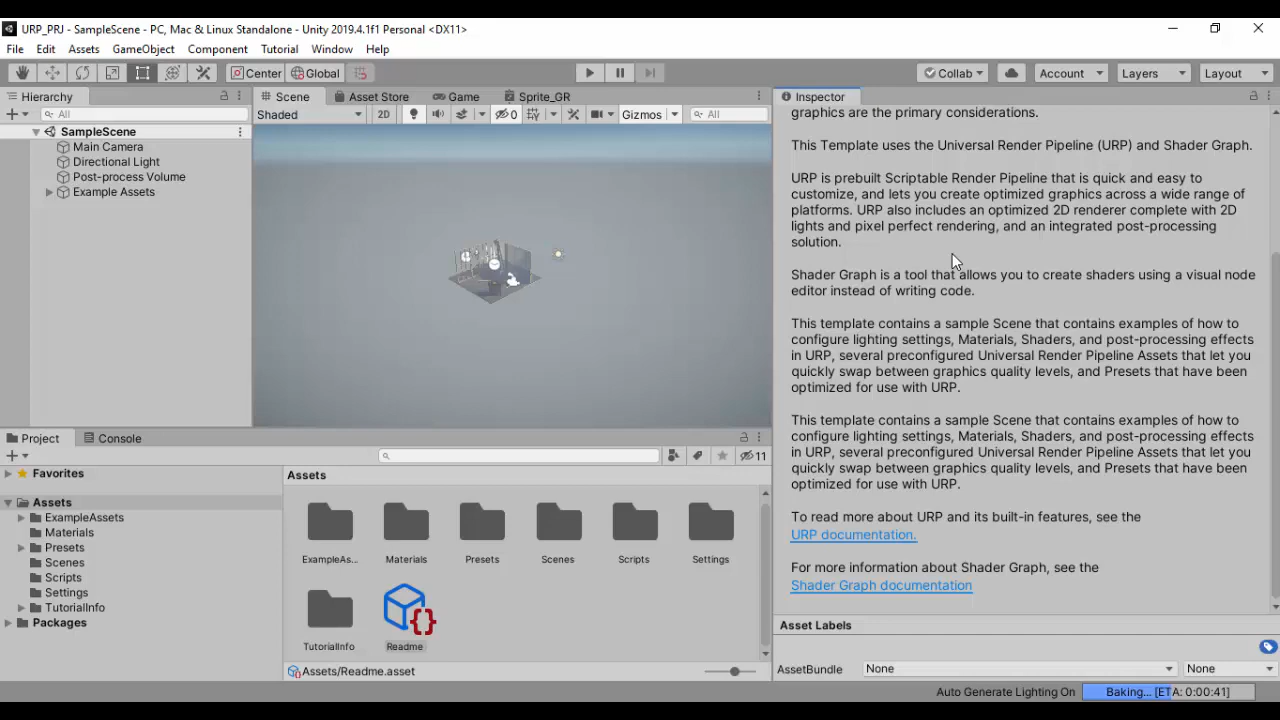 URP_PRJ - SampleScene - PC, Mac & Linux Standalone - Unity 2019.4.1f1 Personal <DX11>
File Edit Assets GameObject Component Tutorial Window Help
Center Global Collab Account Layers Layout
Hierarchy Scene Asset Store Game Sprite_GR Inspector
All Shaded 2D 0 Gizmos All
SampleScene
Main Camera
Directional Light
Post-process Volume
Example Assets
graphics are the primary considerations.
This Template uses the Universal Render Pipeline (URP) and Shader Graph.
URP is prebuilt Scriptable Render Pipeline that is quick and easy to
customize, and lets you create optimized graphics across a wide range of
platforms. URP also includes an optimized 2D renderer complete with 2D
lights and pixel perfect rendering, and an integrated post-processing
solution.
Shader Graph is a tool that allows you to create shaders using a visual node
editor instead of writing code.
This template contains a sample Scene that contains examples of how to
configure lighting settings, Materials, Shaders, and post-processing effects
in URP, several preconfigured Universal Render Pipeline Assets that let you
quickly swap between graphics quality levels, and Presets that have been
optimized for use with URP.
This template contains a sample Scene that contains examples of how to
configure lighting settings, Materials, Shaders, and post-processing effects
in URP, several preconfigured Universal Render Pipeline Assets that let you
quickly swap between graphics quality levels, and Presets that have been
optimized for use with URP.
To read more about URP and its built-in features, see the
URP documentation.
For more information about Shader Graph, see the
Shader Graph documentation
Asset Labels
AssetBundle None None
Project Console
11
Favorites
Assets
ExampleAssets
Materials
Presets
Scenes
Scripts
Settings
TutorialInfo
Packages
Assets
ExampleAs... Materials Presets Scenes Scripts Settings
TutorialInfo Readme
Assets/Readme.asset
Auto Generate Lighting On Baking... [ETA: 0:00:41]